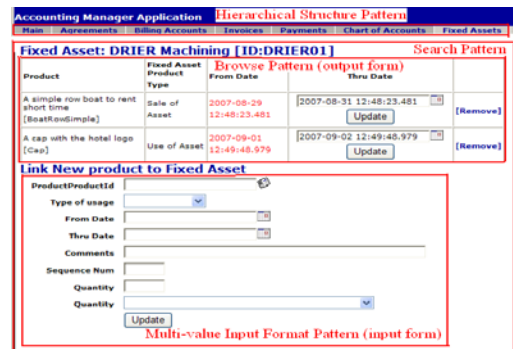 Accounting Manager Application Hierarchical Structure Pattern
Main Agreements Billing Accounts Invoices Payments Chart of Accounts Fixed Assets
Fixed Asset: DRIER Machining [ID:DRIER01] Search Pattern
Browse Pattern (output form)
Product Fixed Asset Product Type From Date Thru Date
A simple row boat to rent short time [BoatRowSimple] Sale of Asset 2007-08-29 12:48:23.481 2007-08-31 12:48:23.481 Update [Remove]
A cap with the hotel logo [Cap] Use of Asset 2007-09-01 12:49:48.979 2007-09-02 12:49:48.979 Update [Remove]
Link New product to Fixed Asset
ProductProductId
Type of usage
From Date
Thru Date
Comments
Sequence Num
Quantity
Quantity
Update
Multi-value Input Format Pattern (input form)